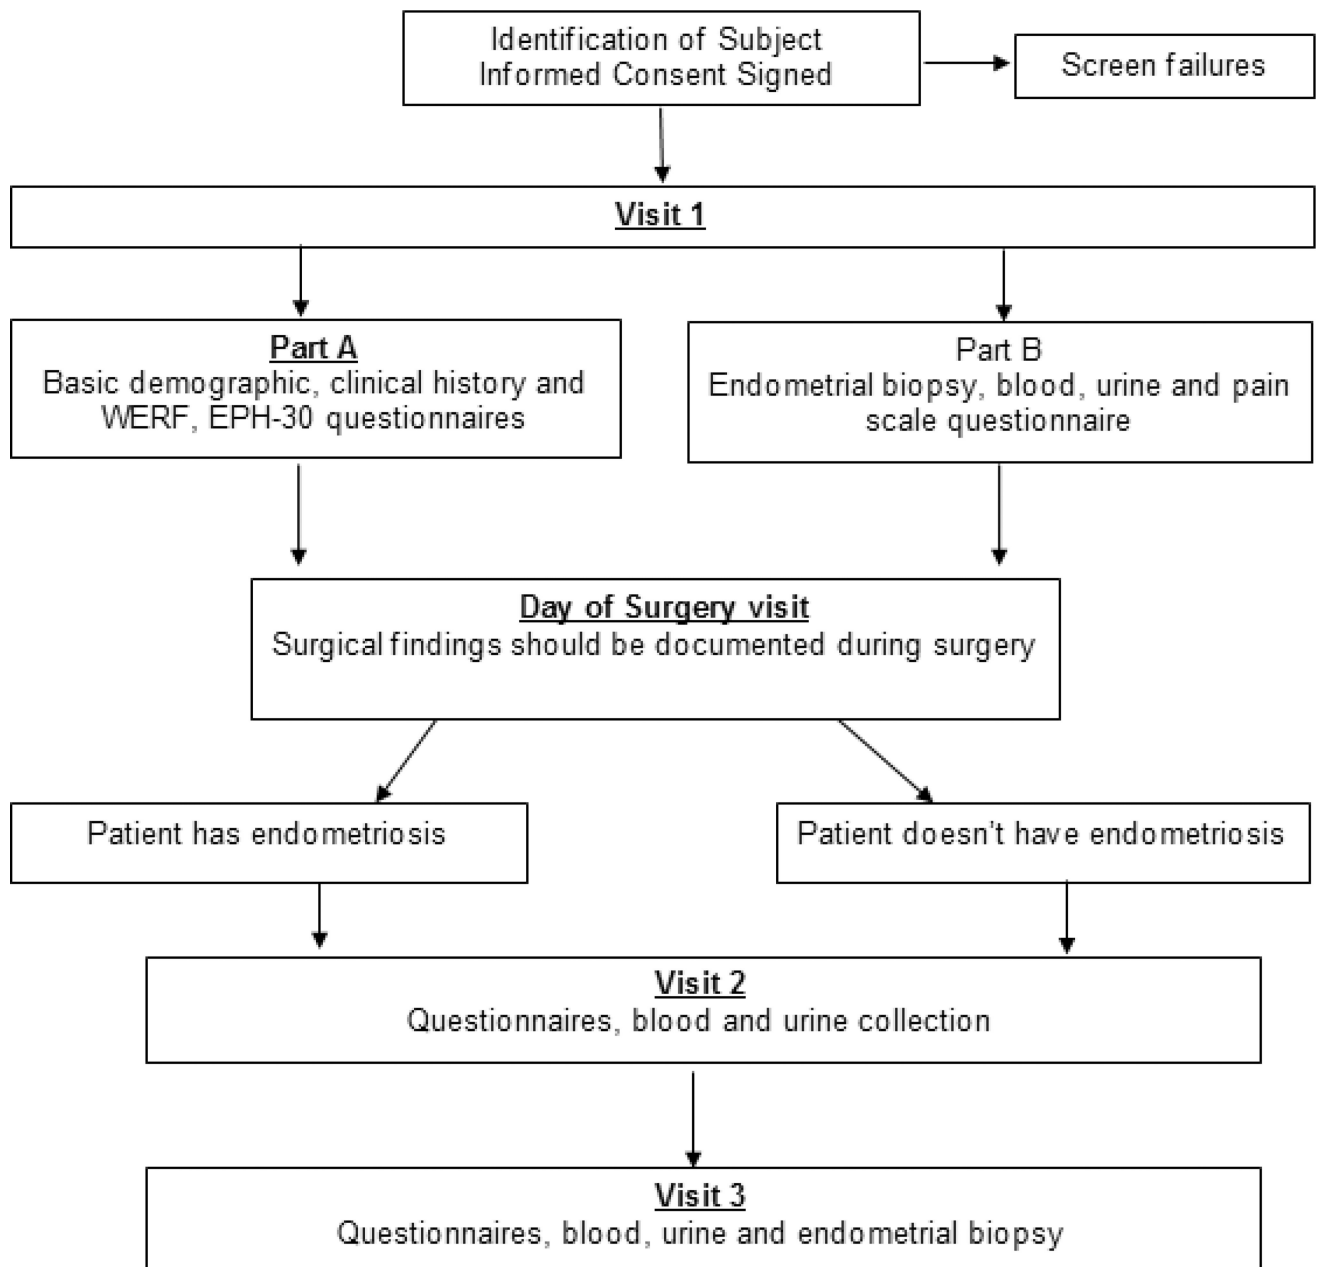 Identification of Subject
Informed Consent Signed
Screen failures
Visit 1
Part A
Basic demographic, clinical history and
WERF, EPH-30 questionnaires
Part B
Endometrial biopsy, blood, urine and pain
scale questionnaire
Day of Surgery visit
Surgical findings should be documented during surgery
Patient has endometriosis
Patient doesn't have endometriosis
Visit 2
Questionnaires, blood and urine collection
Visit 3
Questionnaires, blood, urine and endometrial biopsy